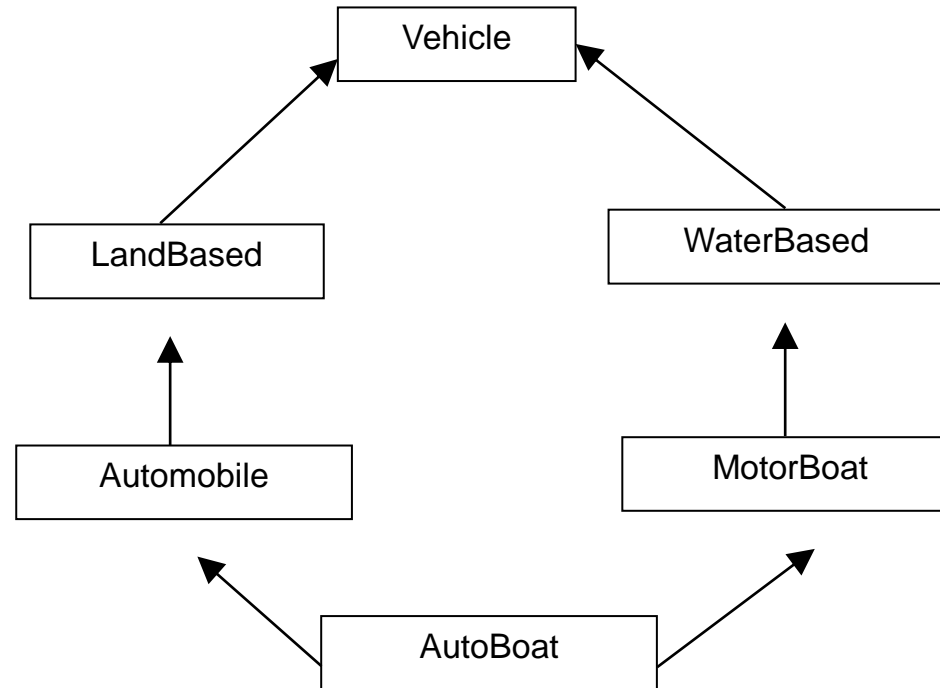 Vehicle
LandBased
WaterBased
Automobile
MotorBoat
AutoBoat